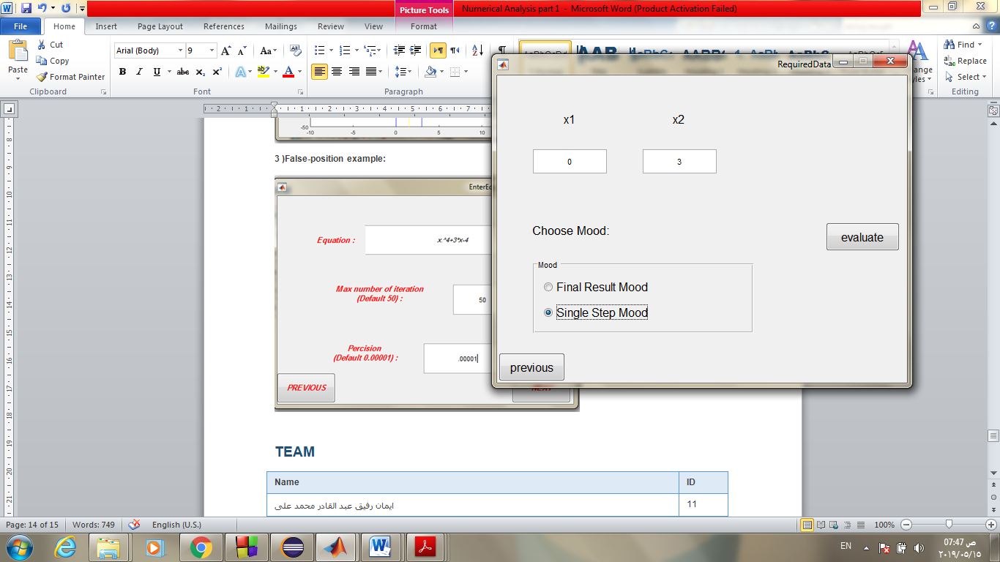 Picture Tools
Numerical Analysis part 1 - Microsoft Word (Product Activation Failed)
File Home Insert Page Layout References Mailings Review View Format
Paste
Cut
Copy
Format Painter
Clipboard
Arial (Body) 9
Font
Paragraph
Find
Replace
Select
Editing
-50
-10 -5 0 5 10
3 )False-position example:
Equation : x.^4+3*x-4
Max number of iteration
(Default 50) : 50
Percision
(Default 0.00001) : .00001
PREVIOUS
RequiredData
x1 x2
0 3
Choose Mood:
evaluate
Mood
Final Result Mood
Single Step Mood
previous
TEAM
Name ID
ايمان رفيق عبد القادر محمد على 11
Page: 14 of 15 Words: 749 English (U.S.) 100%
EN
07:47 ص
٢٠١٩/٠٥/١٥